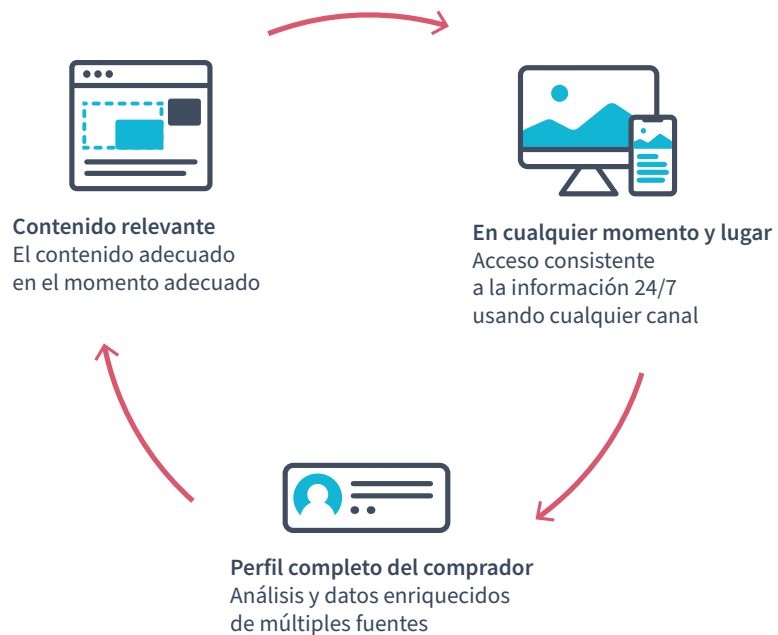 Contenido relevante
El contenido adecuado
en el momento adecuado
En cualquier momento y lugar
Acceso consistente
a la información 24/7
usando cualquier canal
Perfil completo del comprador
Análisis y datos enriquecidos
de múltiples fuentes